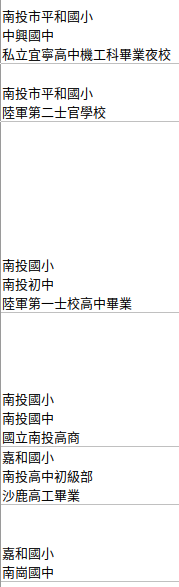 南投市平和國小
中興國中
私立宜寧高中機工科畢業夜校
南投市平和國小
陸軍第二士官學校
南投國小
南投初中
陸軍第一士校高中畢業
南投國小
南投國中
國立南投高商
嘉和國小
南投高中初級部
沙鹿高工畢業
嘉和國小
南崗國中